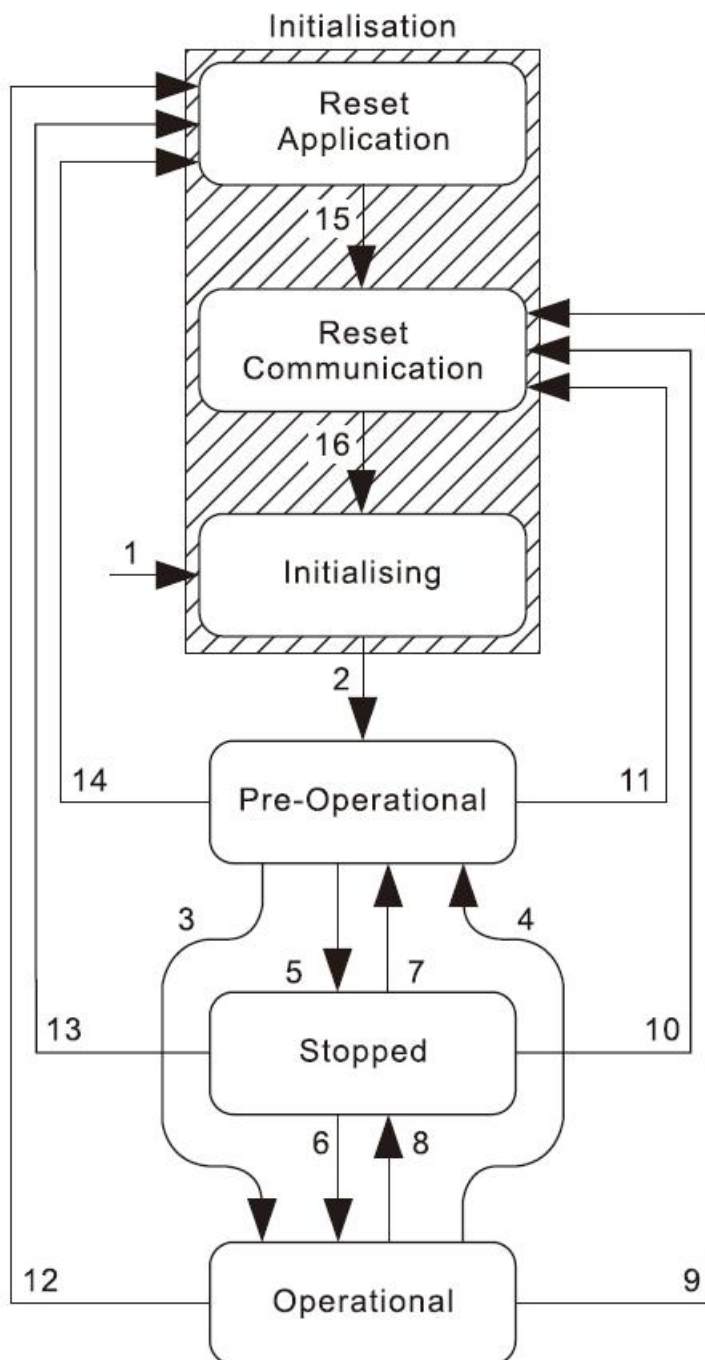 Initialisation
Reset
Application
15
Reset
Communication
16
1
Initialising
2
14
Pre-Operational
11
3
4
5
7
13
Stopped
10
6
8
12
Operational
9